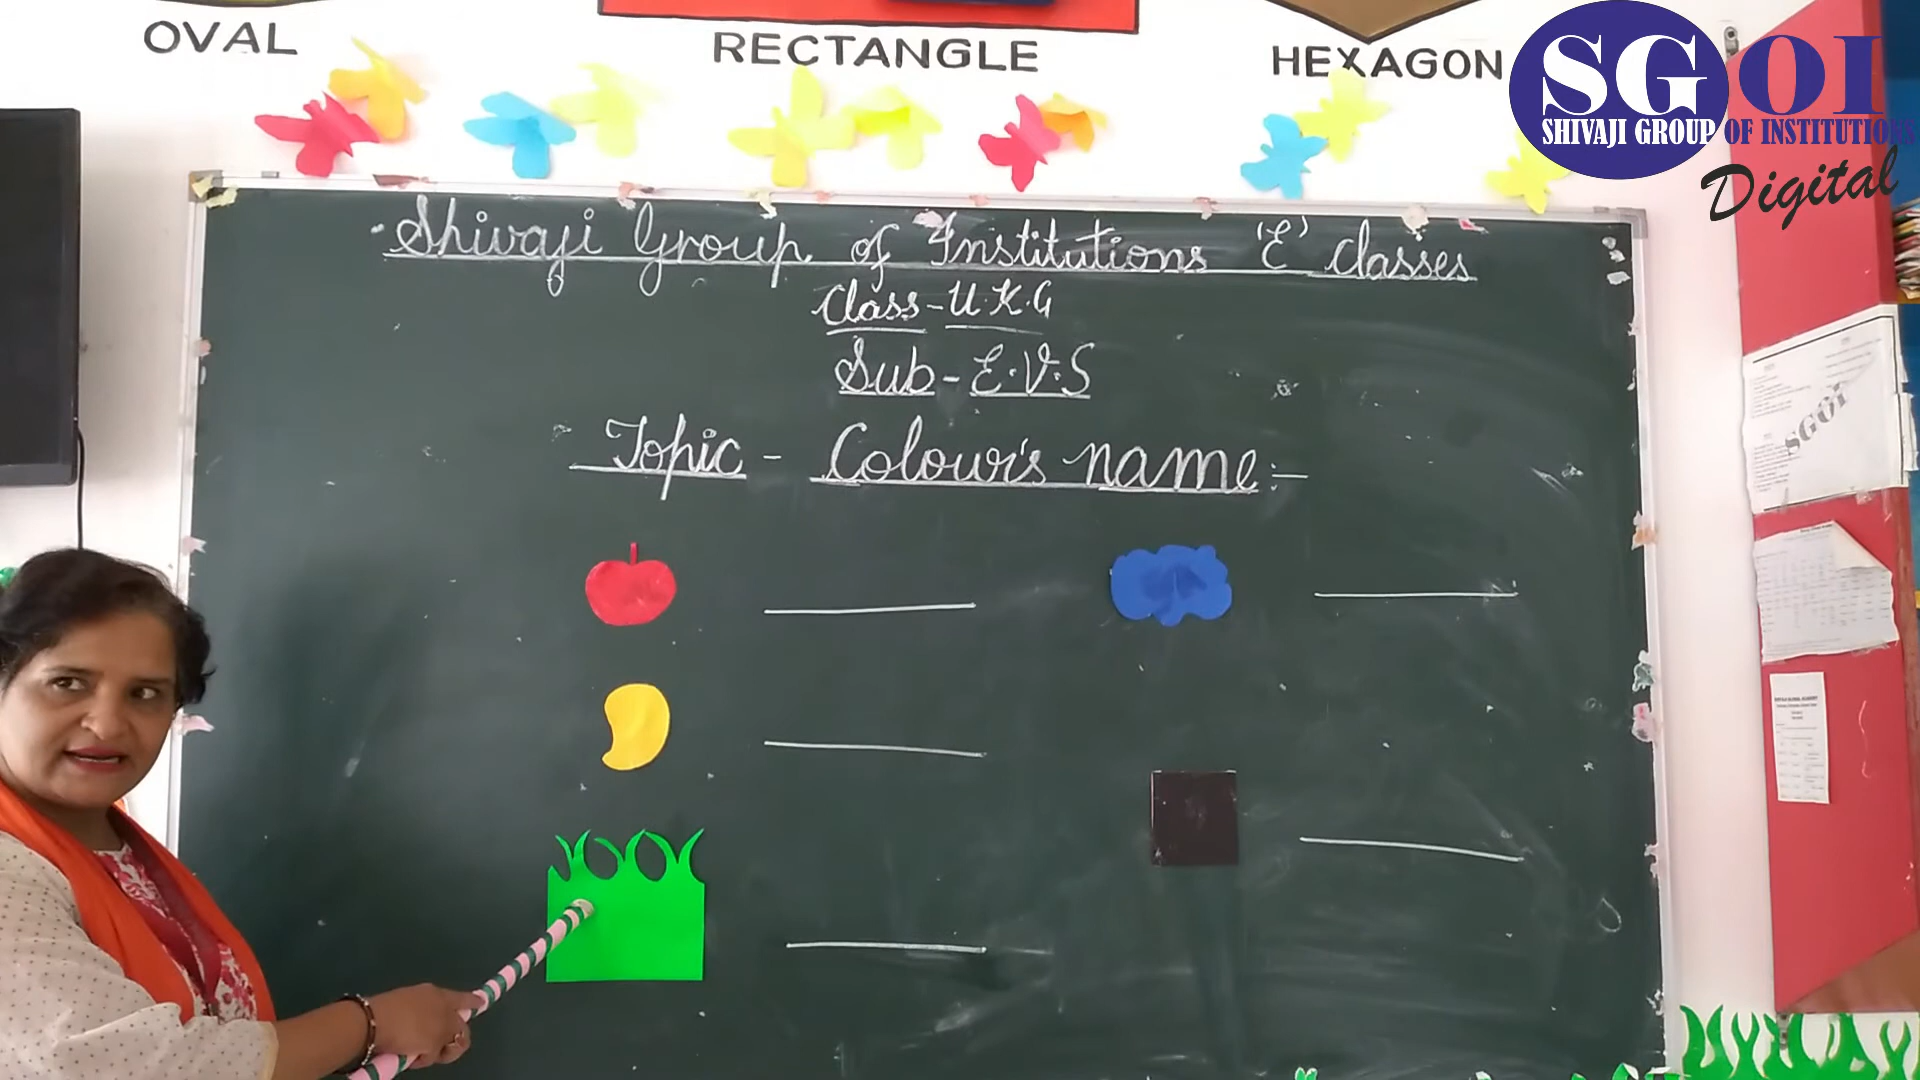 OVAL
RECTANGLE
HEXAGON
SGOI
SHIVAJI GROUP OF INSTITUTIONS
Digital
Shivaji Group of Institutions 'E' classes
Class-U.K.G
Sub-E.V.S
Topic - Colour's name:-
SGOI